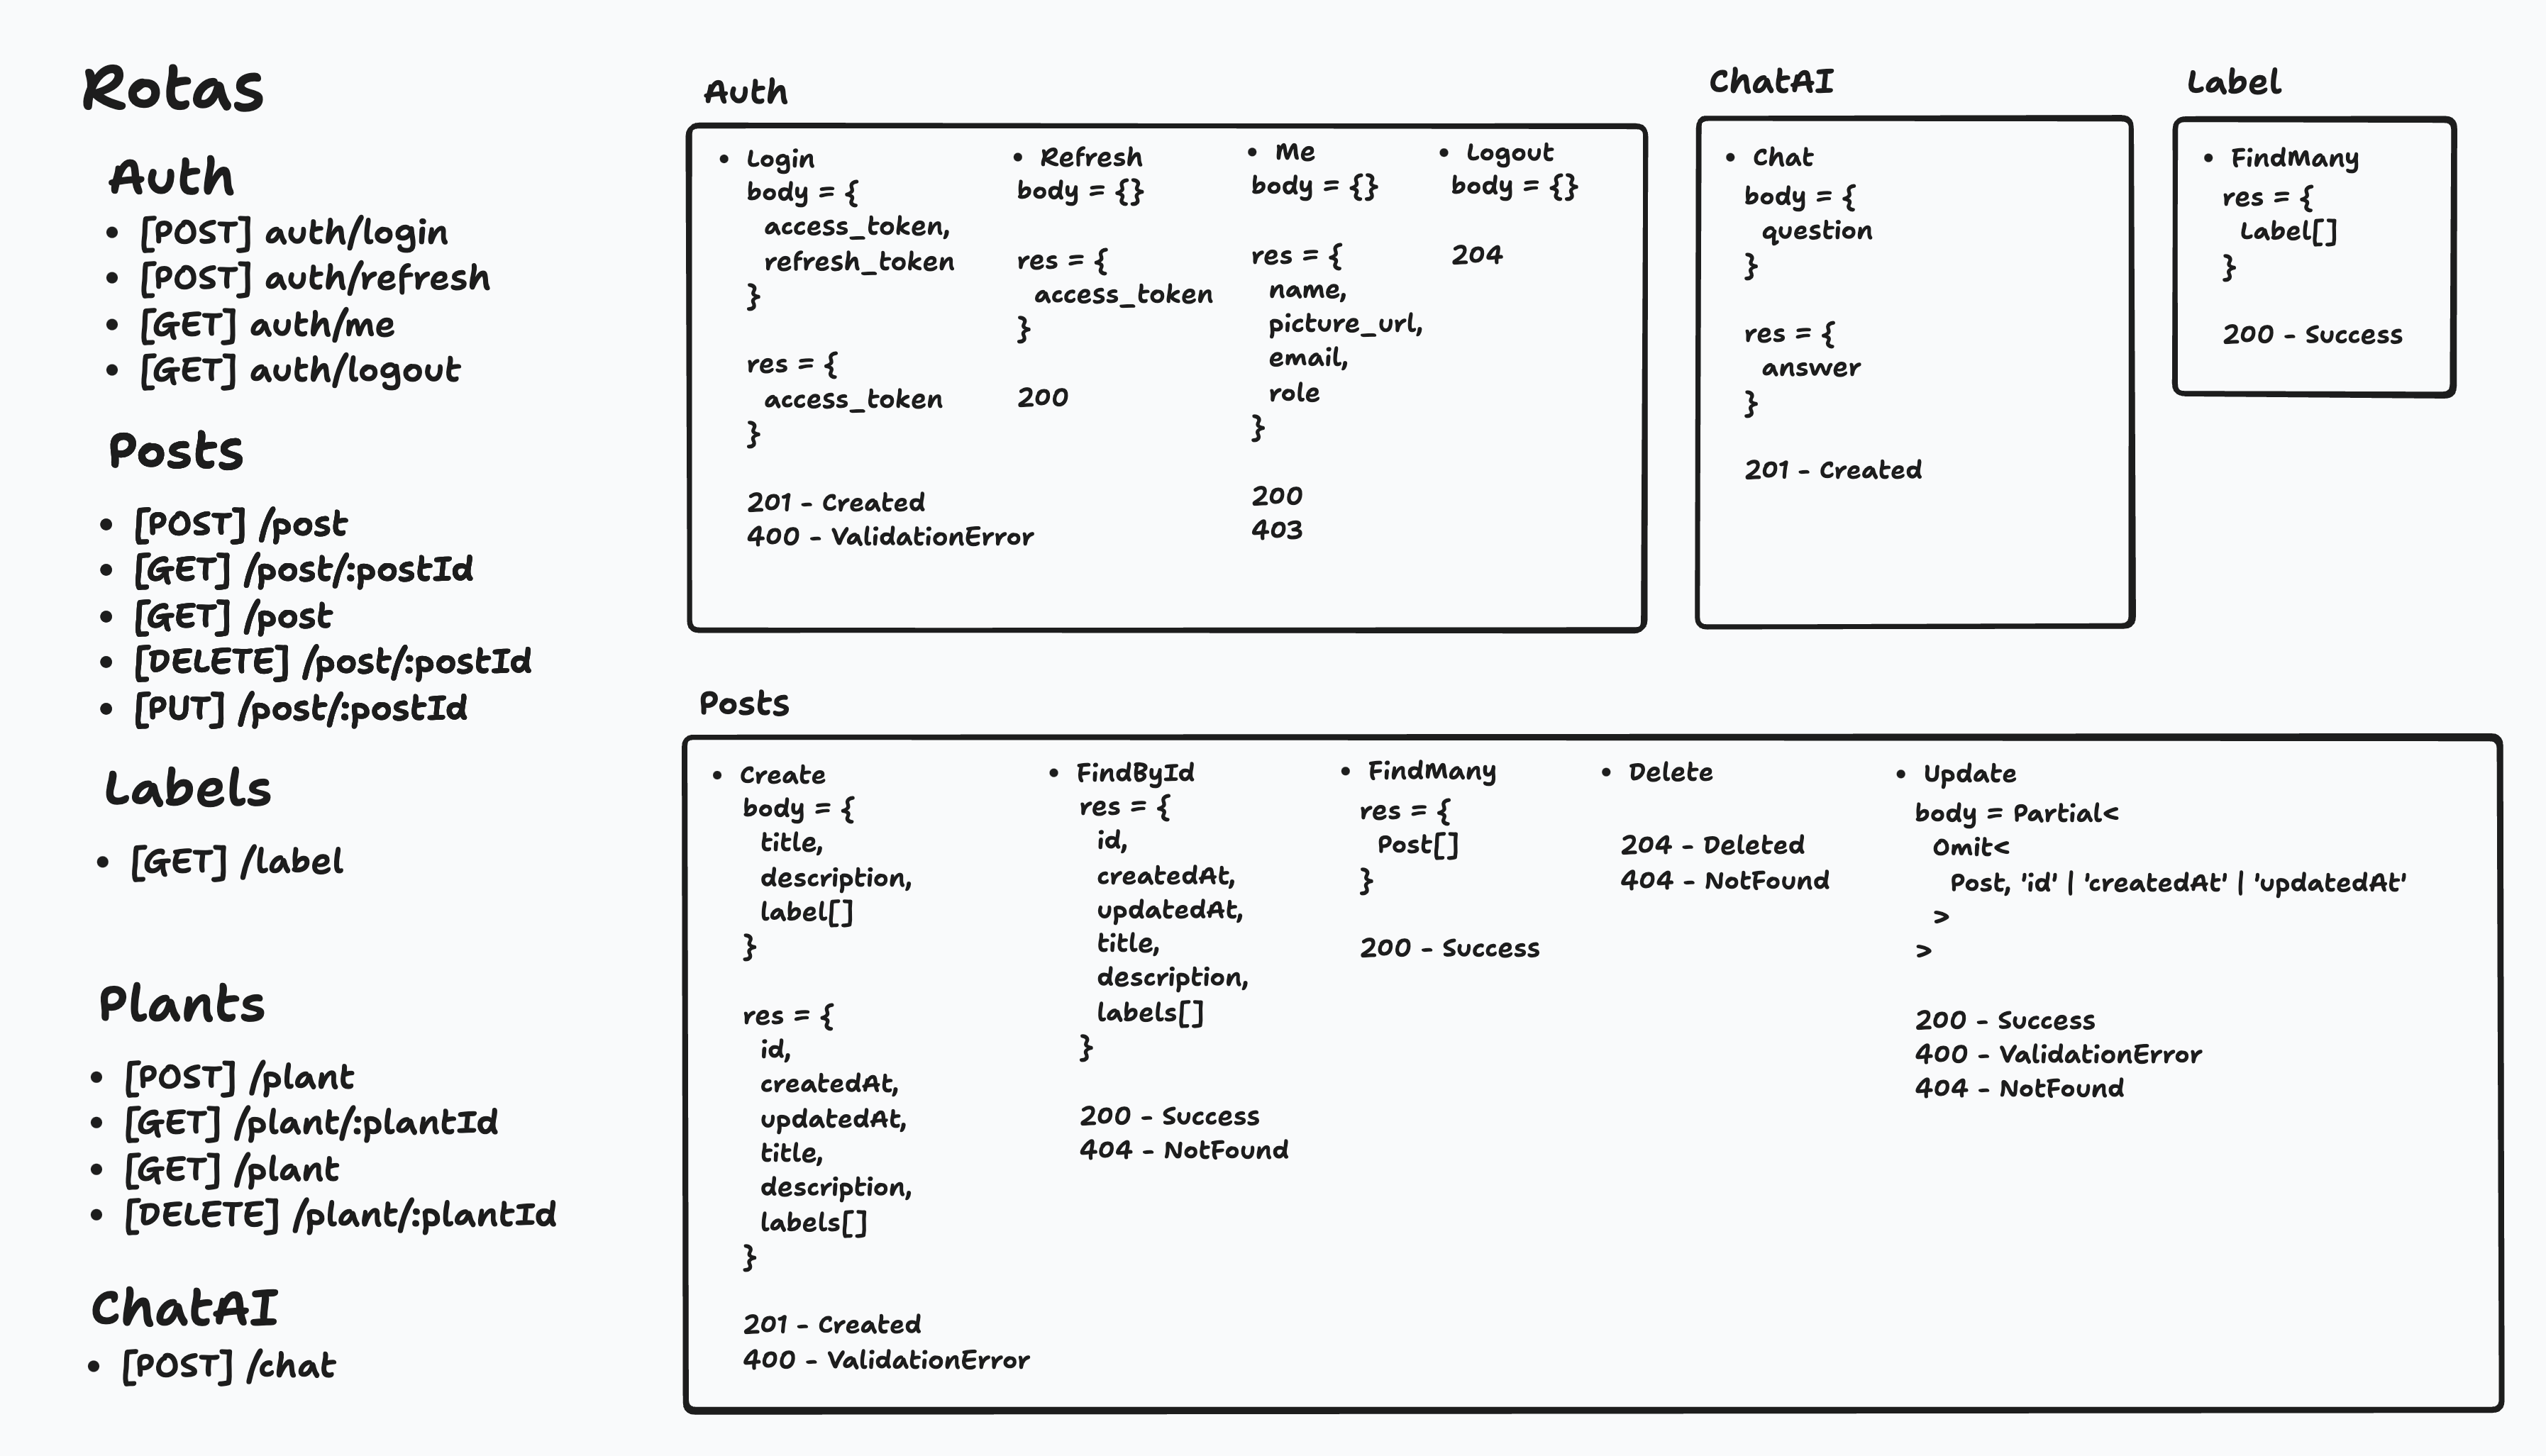 Rotas
Auth
• [POST] auth/login
• [POST] auth/refresh
• [GET] auth/me
• [GET] auth/logout
Posts
• [POST] /post
• [GET] /post/:postId
• [GET] /post
• [DELETE] /post/:postId
• [PUT] /post/:postId
Labels
• [GET] /label
Plants
• [POST] /plant
• [GET] /plant/:plantId
• [GET] /plant
• [DELETE] /plant/:plantId
ChatAI
• [POST] /chat
Auth
• Login
body = {
access_token,
refresh_token
}
res = {
access_token
}
201 - Created
400 - ValidationError
• Refresh
body = {}
res = {
access_token
}
200
• Me
body = {}
res = {
name,
picture_url,
email,
role
}
200
403
• Logout
body = {}
204
ChatAI
• Chat
body = {
question
}
res = {
answer
}
201 - Created
Label
• FindMany
res = {
Label[]
}
200 - Success
Posts
• Create
body = {
title,
description,
label[]
}
res = {
id,
createdAt,
updatedAt,
title,
description,
labels[]
}
201 - Created
400 - ValidationError
• FindById
res = {
id,
createdAt,
updatedAt,
title,
description,
labels[]
}
200 - Success
404 - NotFound
• FindMany
res = {
Post[]
}
200 - Success
• Delete
204 - Deleted
404 - NotFound
• Update
body = Partial<
Omit<
Post, 'id' | 'createdAt' | 'updatedAt'
>
>
200 - Success
400 - ValidationError
404 - NotFound